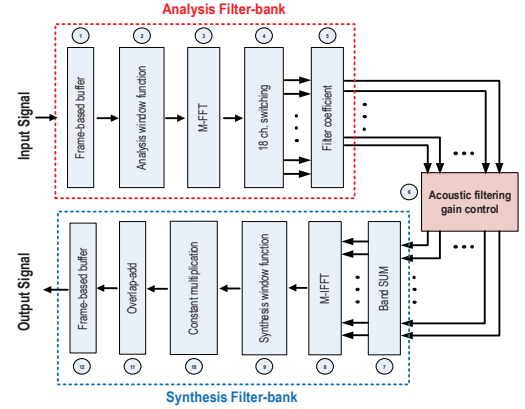 Analysis Filter-bank
1
2
3
4
5
Input Signal
Frame-based buffer
Analysis window function
M-FFT
18 ch. switching
Filter coefficient
6
Acoustic filtering
gain control
Output Signal
Frame-based buffer
Overlap-add
Constant multiplication
Synthesis window function
M-IFFT
Band SUM
12
11
10
9
8
7
Synthesis Filter-bank